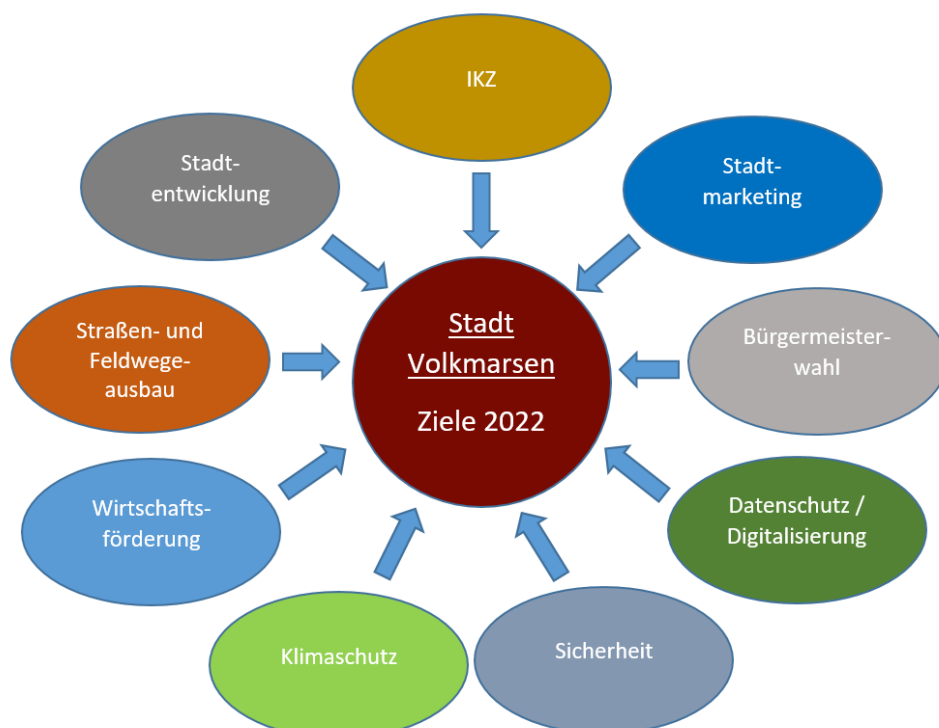 IKZ
Stadt-
entwicklung
Stadt-
marketing
Straßen- und
Feldwege-
ausbau
Stadt
Volkmarsen
Ziele 2022
Bürgermeister-
wahl
Wirtschafts-
förderung
Datenschutz /
Digitalisierung
Klimaschutz
Sicherheit